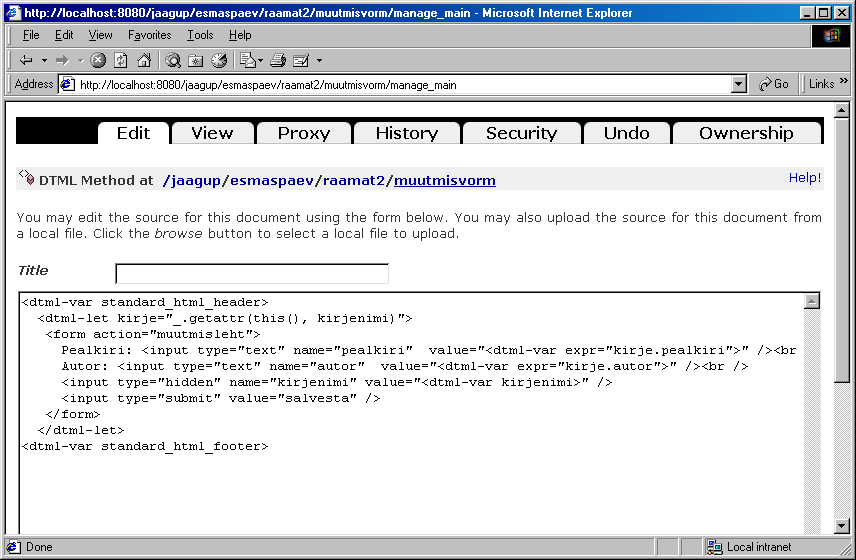 http://localhost:8080/jaagup/esmaspaev/raamat2/muutmisvorm/manage_main - Microsoft Internet Explorer
File Edit View Favorites Tools Help
Address http://localhost:8080/jaagup/esmaspaev/raamat2/muutmisvorm/manage_main Go Links »
Edit View Proxy History Security Undo Ownership
DTML Method at /jaagup/esmaspaev/raamat2/muutmisvorm Help!
You may edit the source for this document using the form below. You may also upload the source for this document from
a local file. Click the browse button to select a local file to upload.
Title
<dtml-var standard_html_header>
<dtml-let kirje="_.getattr(this(), kirjenimi)">
<form action="muutmisleht">
Pealkiri: <input type="text" name="pealkiri"  value="<dtml-var expr="kirje.pealkiri">" /><br
Autor: <input type="text" name="autor"  value="<dtml-var expr="kirje.autor">" /><br />
<input type="hidden" name="kirjenimi" value="<dtml-var kirjenimi>" />
<input type="submit" value="salvesta" />
</form>
</dtml-let>
<dtml-var standard_html_footer>
Done Local intranet